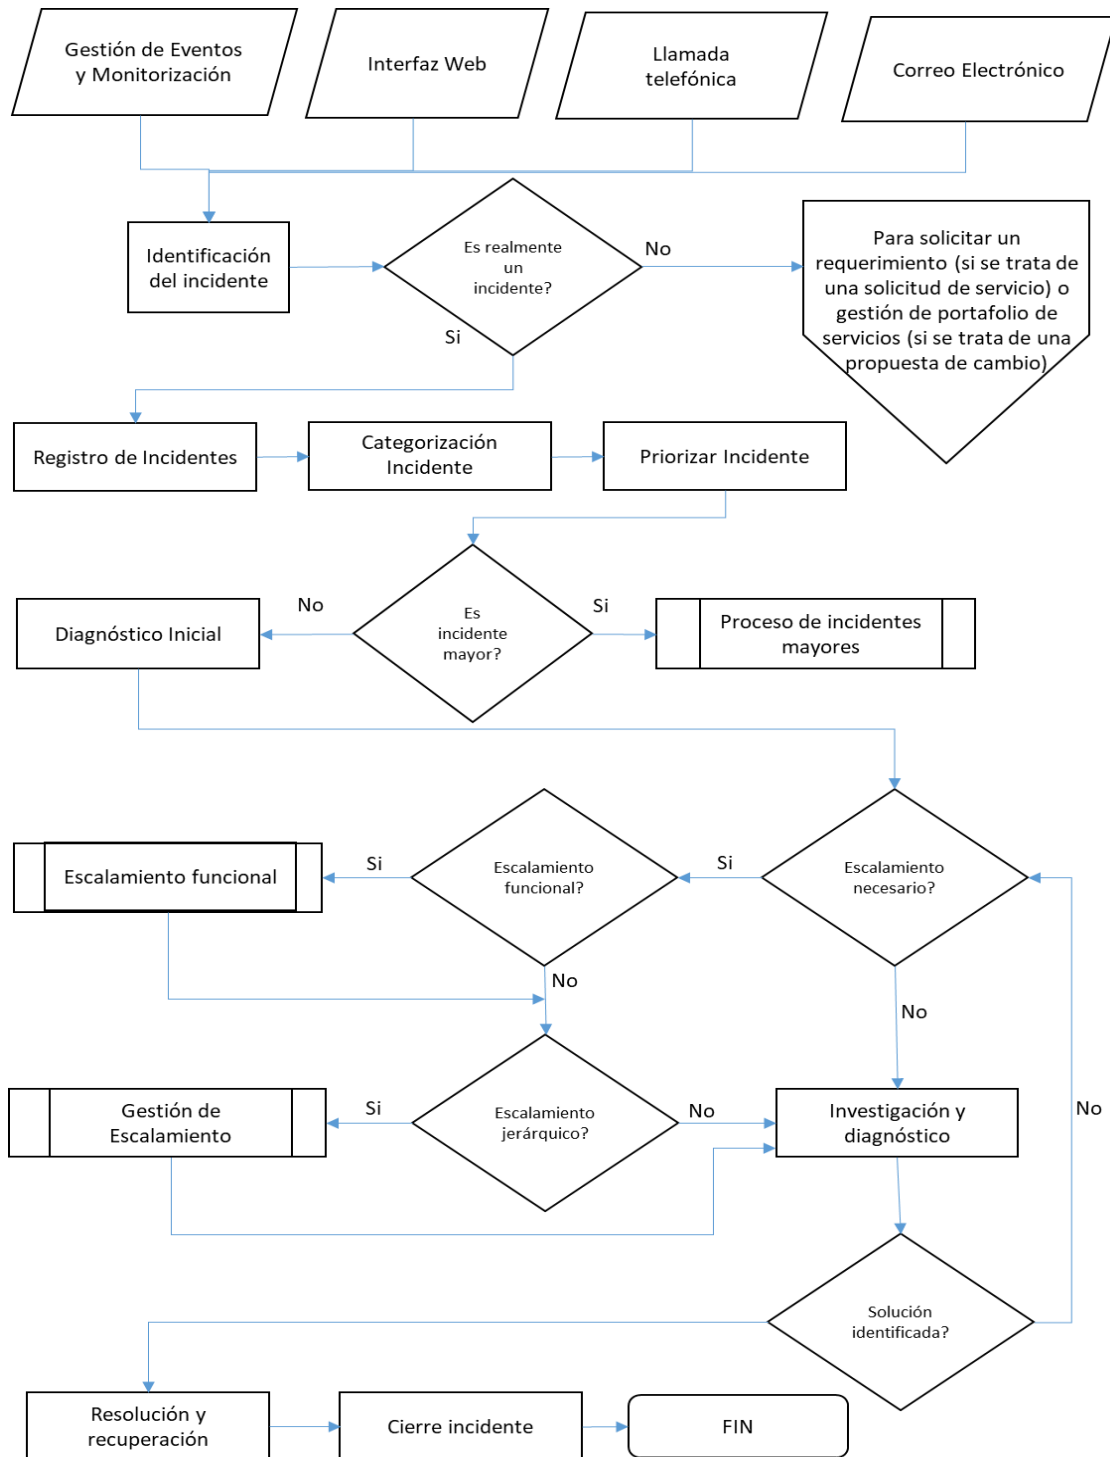 Gestión de Eventos
y Monitorización
Interfaz Web
Llamada
telefónica
Correo Electrónico
Identificación
del incidente
Es realmente
un
incidente?
No
Para solicitar un
requerimiento (si se trata de
una solicitud de servicio) o
gestión de portafolio de
servicios (si se trata de una
propuesta de cambio)
Si
Registro de Incidentes
Categorización
Incidente
Priorizar Incidente
Diagnóstico Inicial
No
Es
incidente
mayor?
Si
Proceso de incidentes
mayores
Escalamiento funcional
Si
Escalamiento
funcional?
Si
Escalamiento
necesario?
No
No
Gestión de
Escalamiento
Si
Escalamiento
jerárquico?
No
Investigación y
diagnóstico
No
Solución
identificada?
Resolución y
recuperación
Cierre incidente
FIN